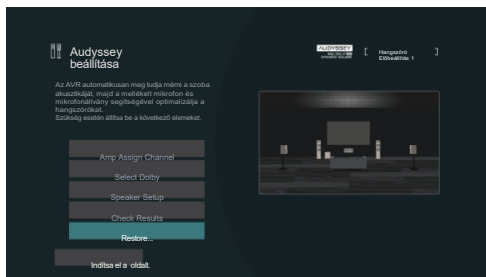 Audyssey
beállítása
AUDYSSEY
[ Hangszóró ]
Előbeállítás 1
Az AVR automatikusan meg tudja mérni a szoba
akusztikáját, majd a mellékelt mikrofon és
mikrofonállvány segítségével optimalizálja a
hangszórókat.
Szükség esetén állítsa be a következő elemeket.
Amp Assign Channel
Select Dolby
Speaker Setup
Check Results
Restore...
Indítsa el a oldalt.